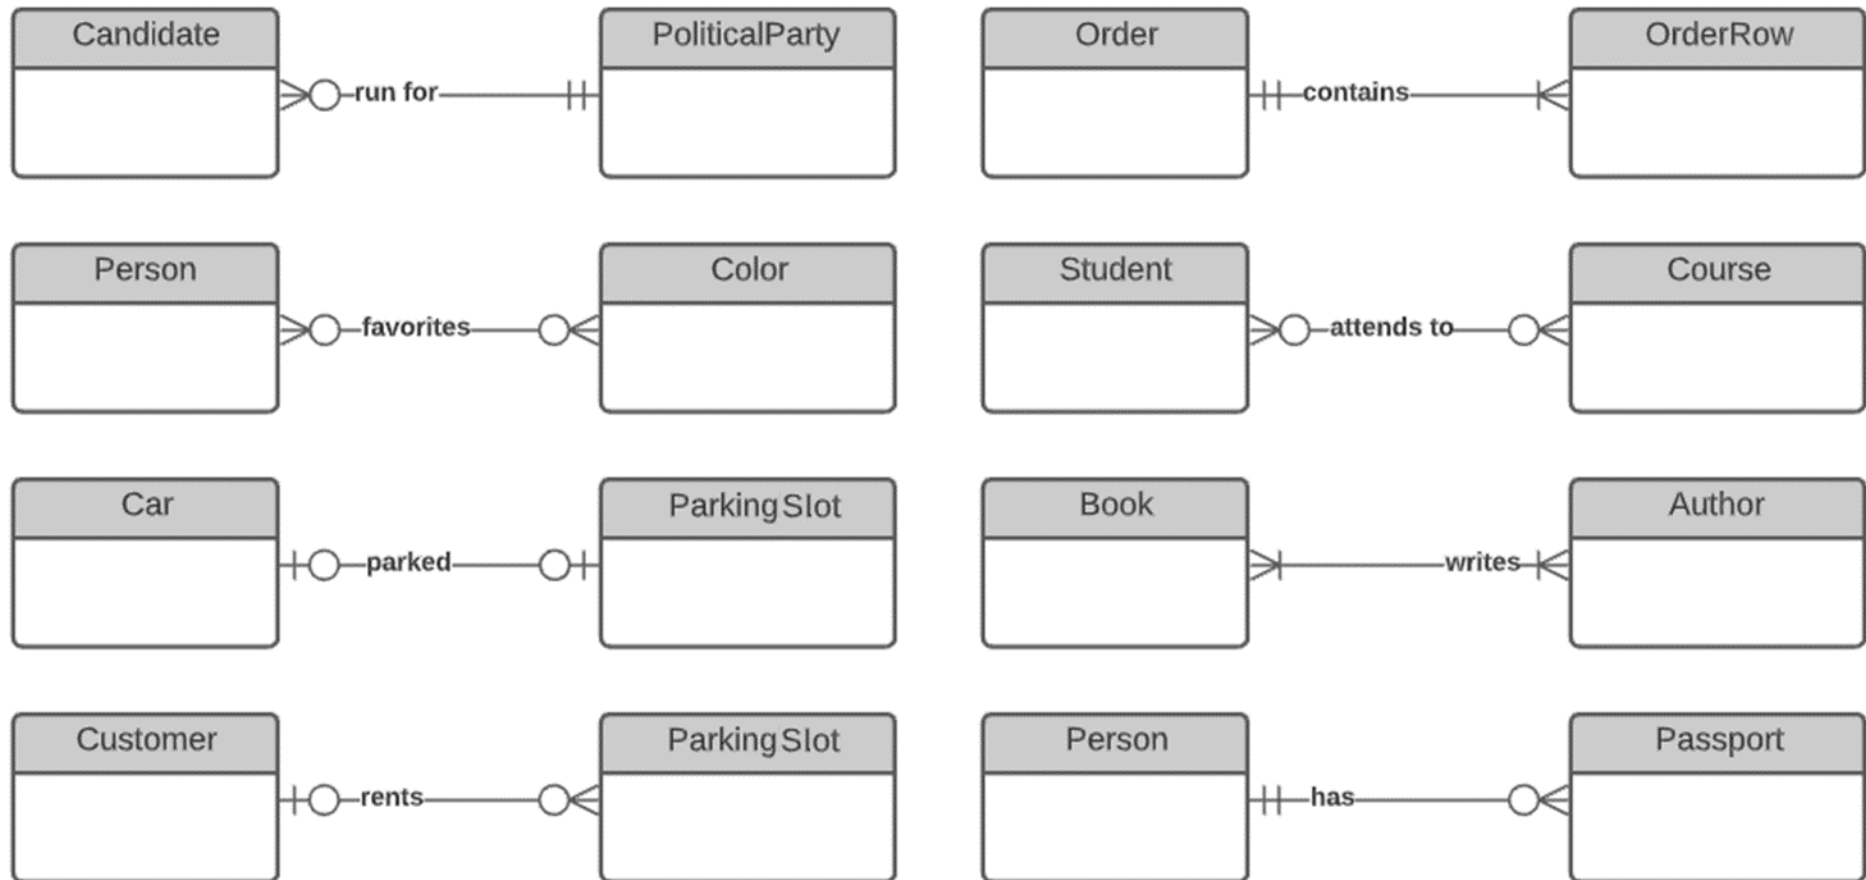 Candidate
run for
PoliticalParty
Order
contains
OrderRow
Person
favorites
Color
Student
attends to
Course
Car
parked
ParkingSlot
Book
writes
Author
Customer
rents
ParkingSlot
Person
has
Passport